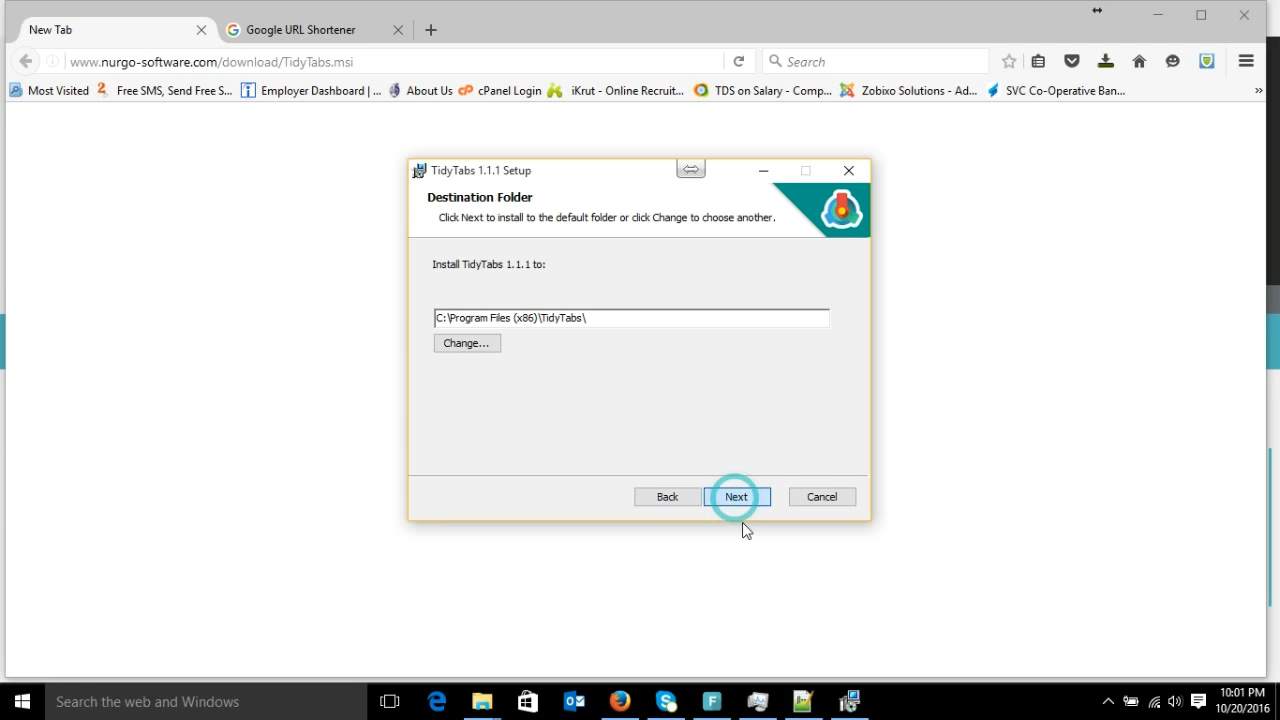 New Tab
Google URL Shortener
www.nurgo-software.com/download/TidyTabs.msi
Search
Most Visited
Free SMS, Send Free S...
Employer Dashboard | ...
About Us
cPanel Login
iKrut - Online Recruit...
TDS on Salary - Comp...
Zobixo Solutions - Ad...
SVC Co-Operative Ban...
TidyTabs 1.1.1 Setup
Destination Folder
Click Next to install to the default folder or click Change to choose another.
Install TidyTabs 1.1.1 to:
C:\Program Files (x86)\TidyTabs\
Change...
Back
Next
Cancel
Search the web and Windows
10:01 PM
10/20/2016